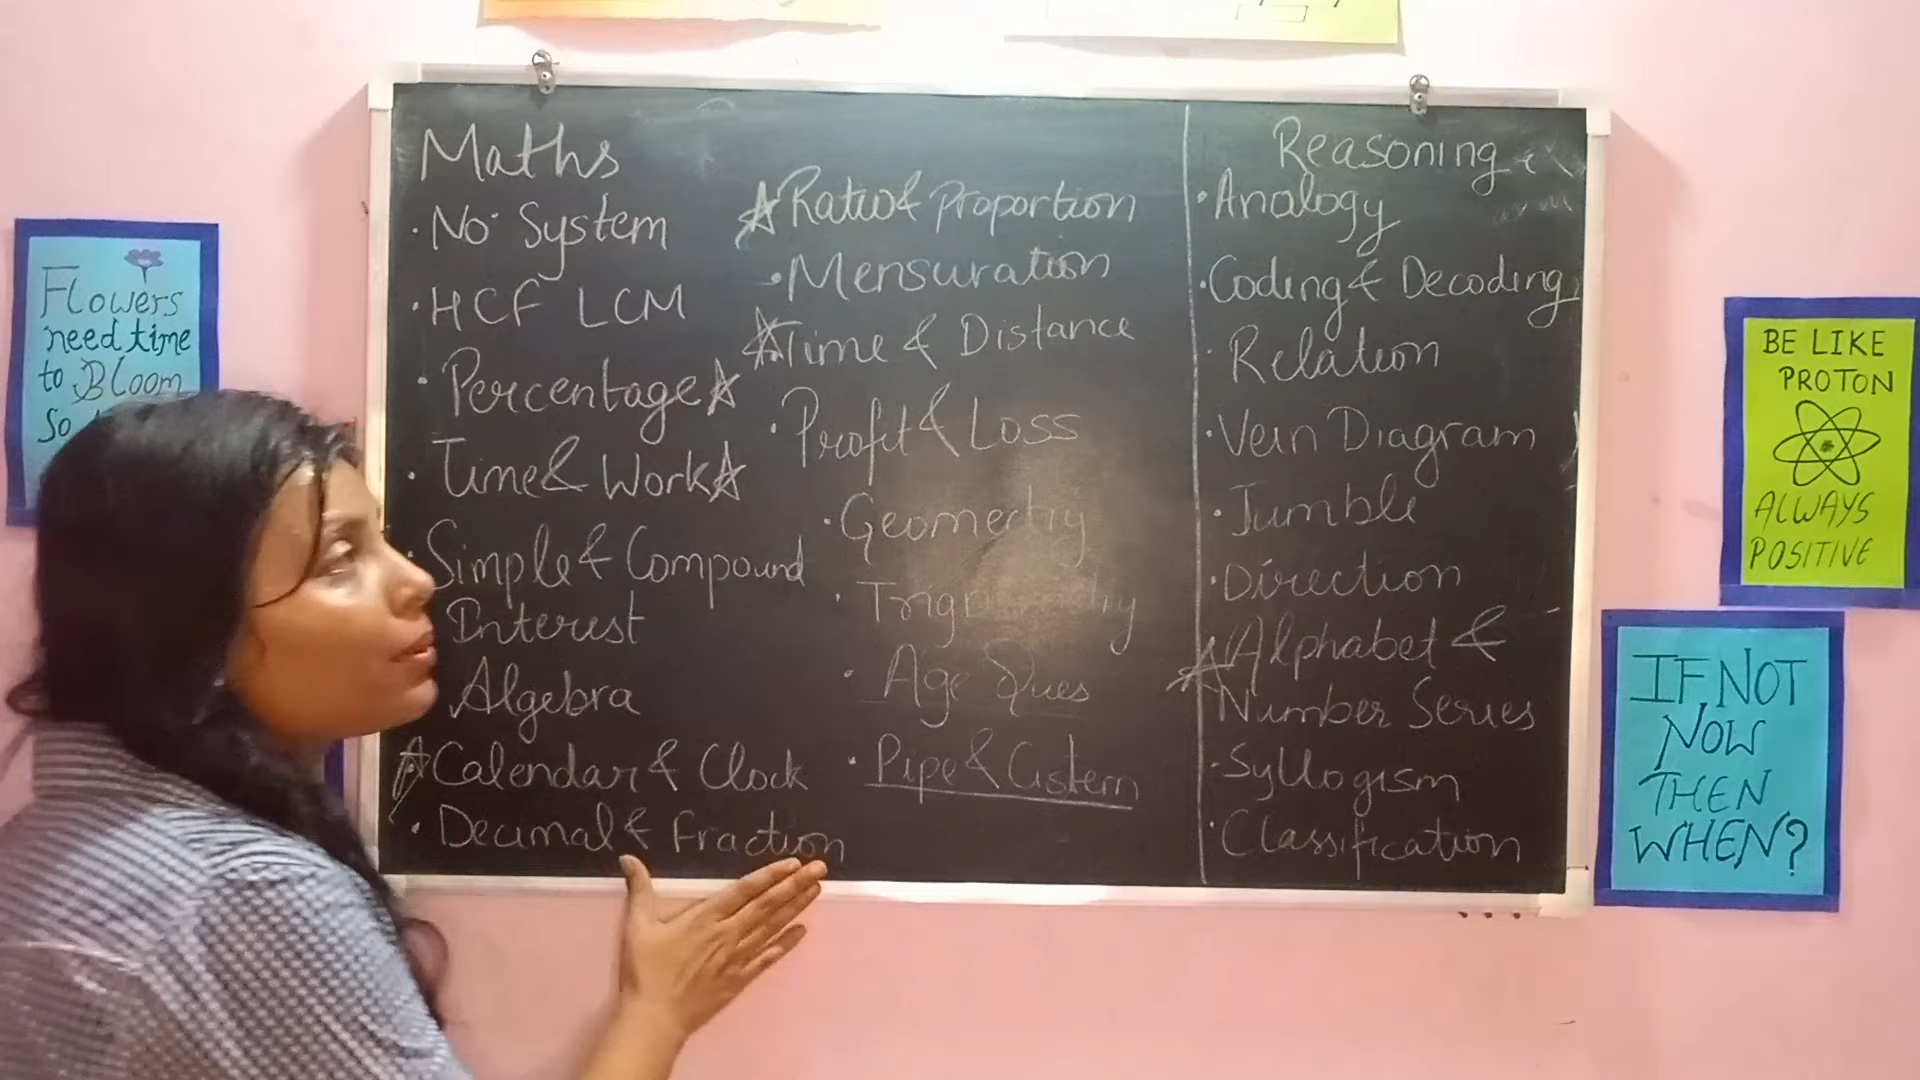 Maths
· No· System
· HCF LCM
· Percentage ☆
· Time & Work ☆
· Simple & Compound
Interest
Algebra
☆ Calendar & Clock
· Decimal & Fraction
☆ Ratio & Proportion
· Mensuration
☆ Time & Distance
· Profit & Loss
· Geometry
· Trigonometry
· Age Ques
· Pipe & Cistern
Reasoning
· Analogy
· Coding & Decoding
· Relation
· Vein Diagram
· Jumble
· Direction
☆ Alphabet &
Number Series
· Syllogism
· Classification
Flowers
need time
to Bloom
So
BE LIKE
PROTON
ALWAYS
POSITIVE
IF NOT
NOW
THEN
WHEN?